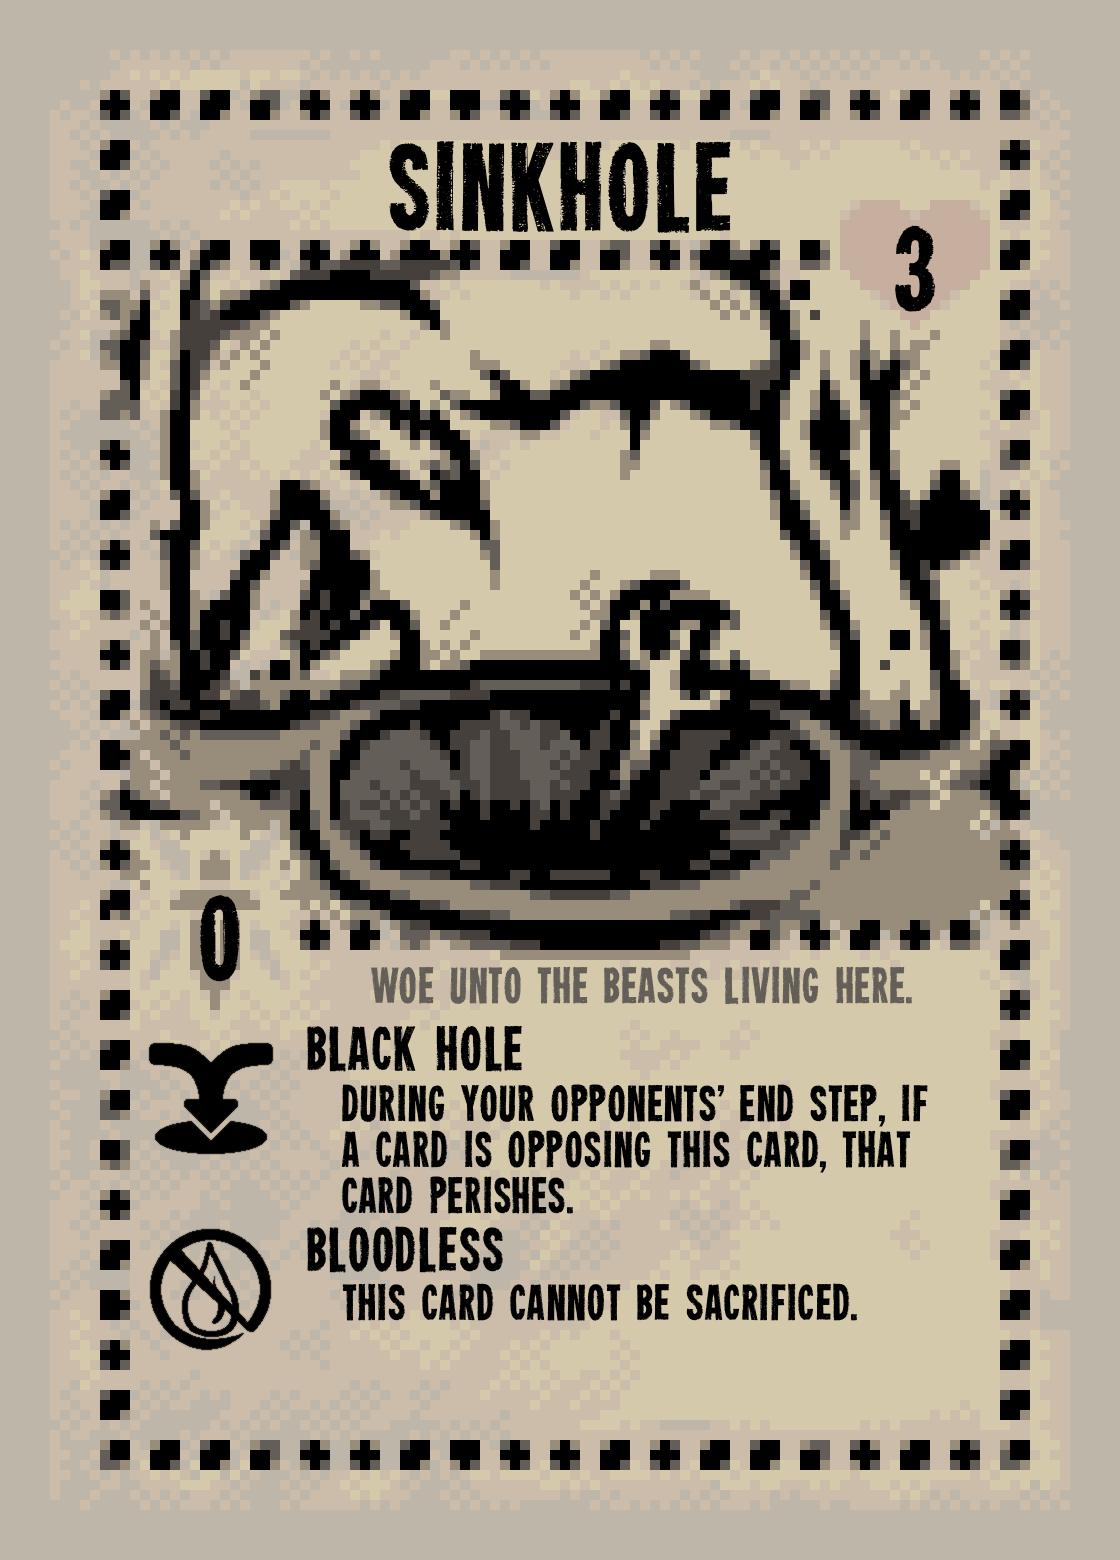 SINKHOLE
3
0
WOE UNTO THE BEASTS LIVING HERE.
BLACK HOLE
DURING YOUR OPPONENTS' END STEP, IF
A CARD IS OPPOSING THIS CARD, THAT
CARD PERISHES.
BLOODLESS
THIS CARD CANNOT BE SACRIFICED.